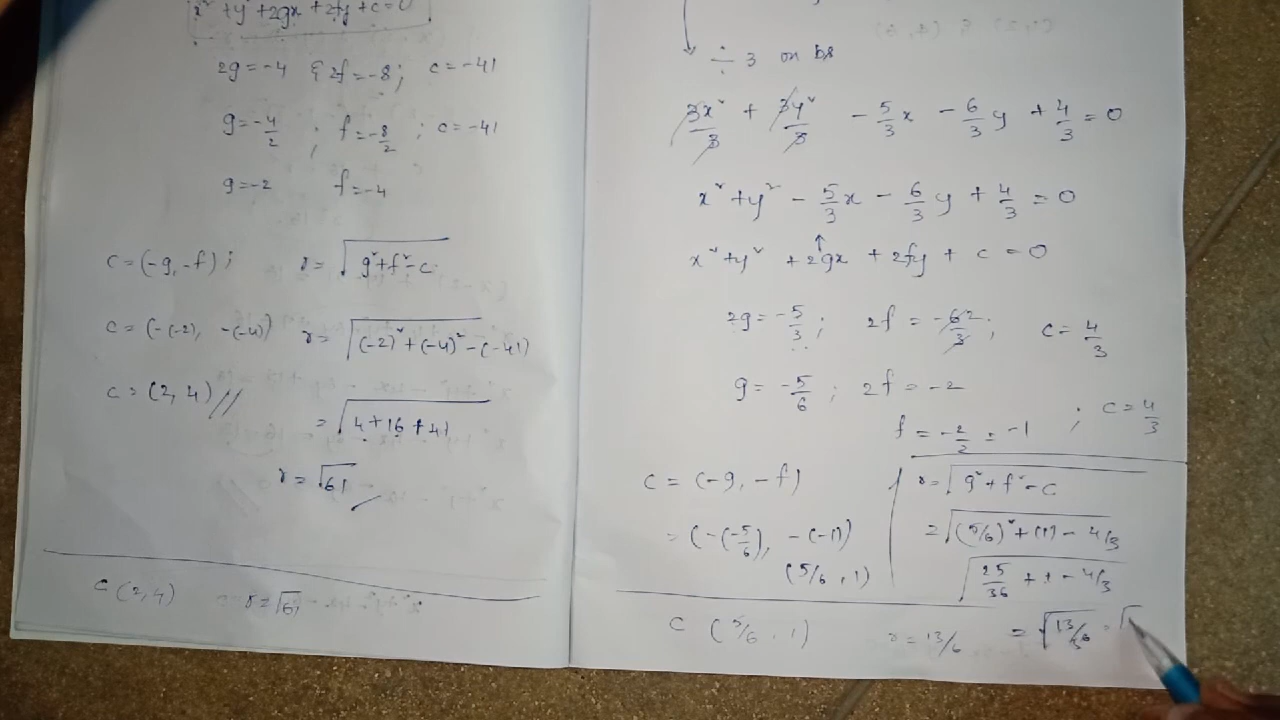 x² + y² + 2gx + 2fy + c = 0
2g = -4 & 2f = -8; c = -41
g = -4/2 ; f = -8/2 ; c = -41
g = -2 f = -4
c = (-g, -f); r = √(g² + f² - c)
c = (-(-2), -(-4)) r = √((-2)² + (-4)² - (-41))
c = (2, 4) // = √(4 + 16 + 41)
r = √61
c (2, 4) r = √61
÷ 3 on bs
3x²/3 + 3y²/3 - 5/3 x - 6/3 y + 4/3 = 0
x² + y² - 5/3 x - 6/3 y + 4/3 = 0
x² + y² + 2gx + 2fy + c = 0
2g = -5/3 ; 2f = -6 2/3 ; c = 4/3
g = -5/6 ; 2f = -2
f = -2/2 = -1 ; c = 4/3
c = (-g, -f)
= (-(-5/6), -(-1))
(5/6, 1)
r = √(g² + f² - c)
= √((5/6)² + (1) - 4/3)
√(25/36 + 1 - 4/3)
= √13/6 = √
c (5/6, 1) r = 13/6